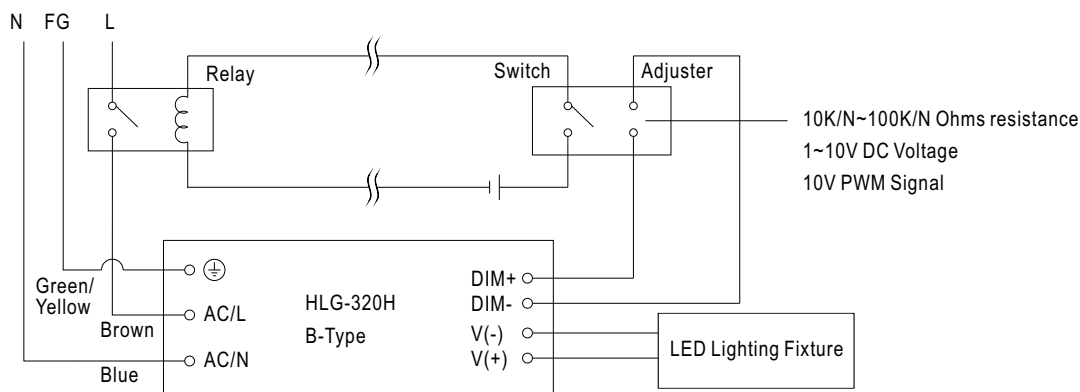 N FG L
Relay
Switch
Adjuster
10K/N~100K/N Ohms resistance
1~10V DC Voltage
10V PWM Signal
Green/
Yellow
Brown
Blue
AC/L
AC/N
HLG-320H
B-Type
DIM+
DIM-
V(-)
V(+)
LED Lighting Fixture